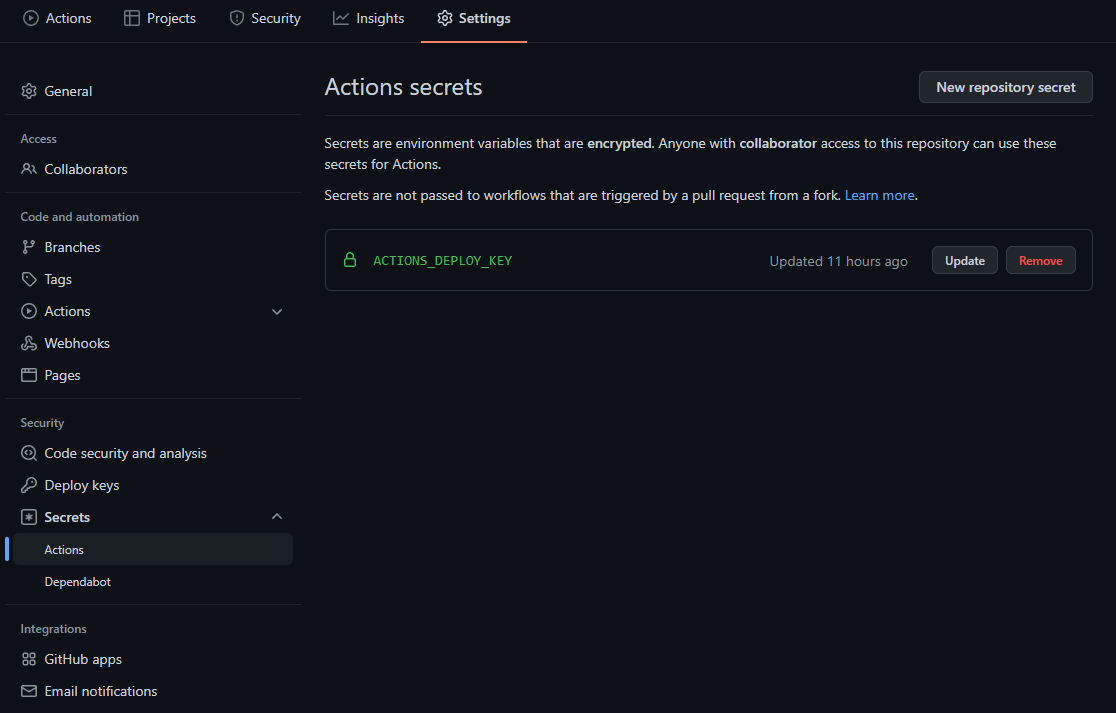 Actions
Projects
Security
Insights
Settings
General
Access
Collaborators
Code and automation
Branches
Tags
Actions
Webhooks
Pages
Security
Code security and analysis
Deploy keys
Secrets
Actions
Dependabot
Integrations
GitHub apps
Email notifications
Actions secrets
New repository secret
Secrets are environment variables that are encrypted. Anyone with collaborator access to this repository can use these
secrets for Actions.
Secrets are not passed to workflows that are triggered by a pull request from a fork. Learn more.
ACTIONS_DEPLOY_KEY
Updated 11 hours ago
Update
Remove